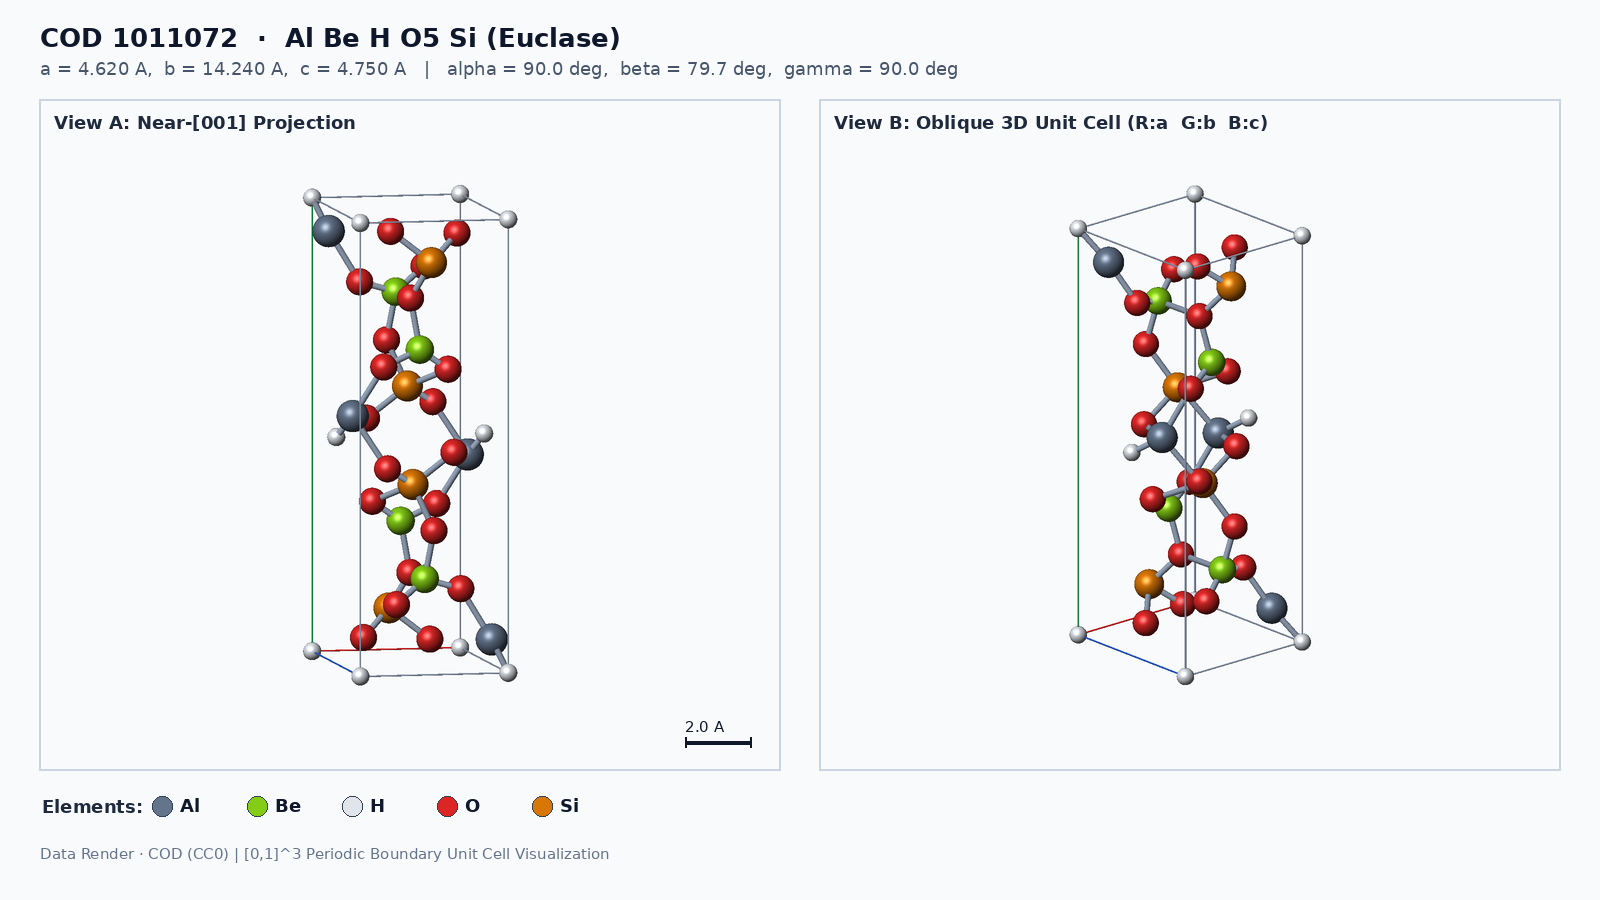 COD 1011072  ·  Al Be H O5 Si (Euclase)
a = 4.620 A,  b = 14.240 A,  c = 4.750 A   |   alpha = 90.0 deg,  beta = 79.7 deg,  gamma = 90.0 deg
View A: Near-[001] Projection
View B: Oblique 3D Unit Cell (R:a  G:b  B:c)
2.0 A
Elements: Al Be H O Si
Data Render · COD (CC0) | [0,1]^3 Periodic Boundary Unit Cell Visualization